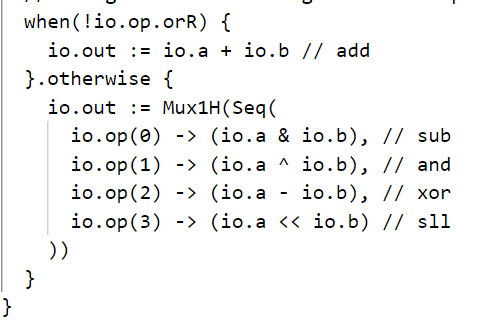 when(!io.op.orR) {
io.out := io.a + io.b // add
}.otherwise {
io.out := Mux1H(Seq(
io.op(0) -> (io.a & io.b), // sub
io.op(1) -> (io.a ^ io.b), // and
io.op(2) -> (io.a - io.b), // xor
io.op(3) -> (io.a << io.b) // sll
))
}
}